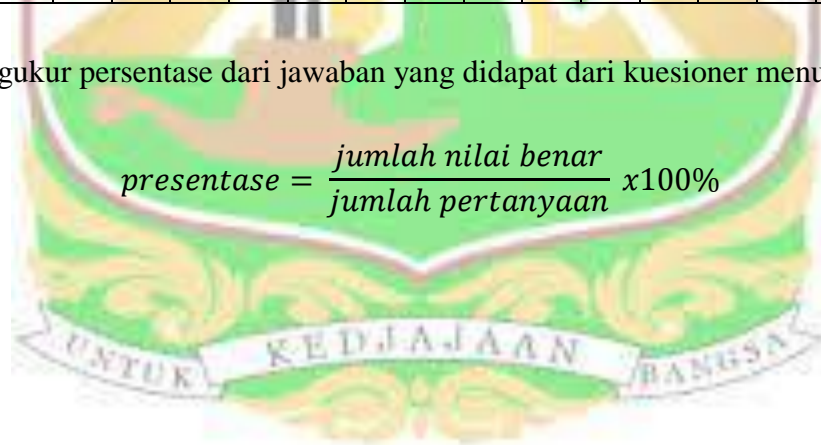 gukur persentase dari jawaban yang didapat dari kuesioner menu
presentase = jumlah nilai benar / jumlah pertanyaan x100%
UNTUK KEDJAJAAN BANGSA